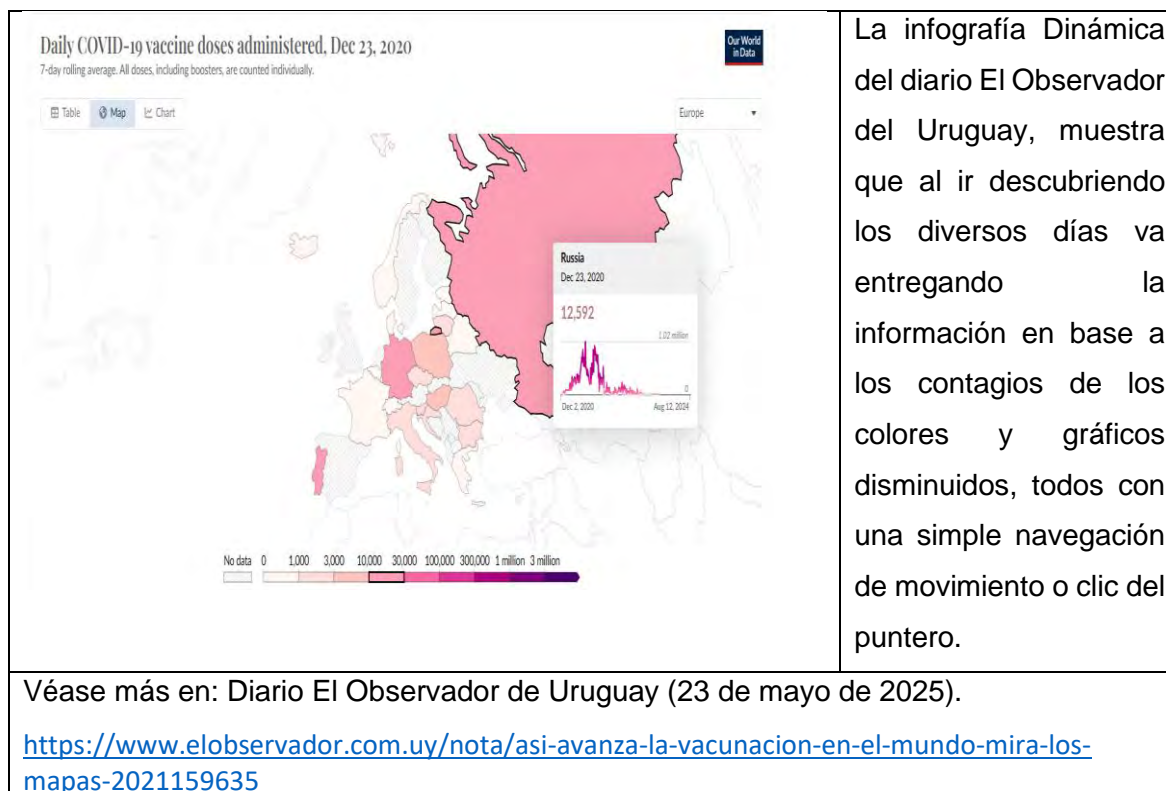 Daily COVID-19 vaccine doses administered, Dec 23, 2020
7-day rolling average. All doses, including boosters, are counted individually.
Our World
in Data
Table Map Chart
Europe
Russia
Dec 23, 2020
12,592
1.02 million
0
Dec 2, 2020 Aug 12, 2024
No data 0 1,000 3,000 10,000 30,000 100,000 300,000 1 million 3 million
La infografía Dinámica
del diario El Observador
del Uruguay, muestra
que al ir descubriendo
los diversos días va
entregando la
información en base a
los contagios de los
colores y gráficos
disminuidos, todos con
una simple navegación
de movimiento o clic del
puntero.
Véase más en: Diario El Observador de Uruguay (23 de mayo de 2025).
https://www.elobservador.com.uy/nota/asi-avanza-la-vacunacion-en-el-mundo-mira-los-
mapas-2021159635